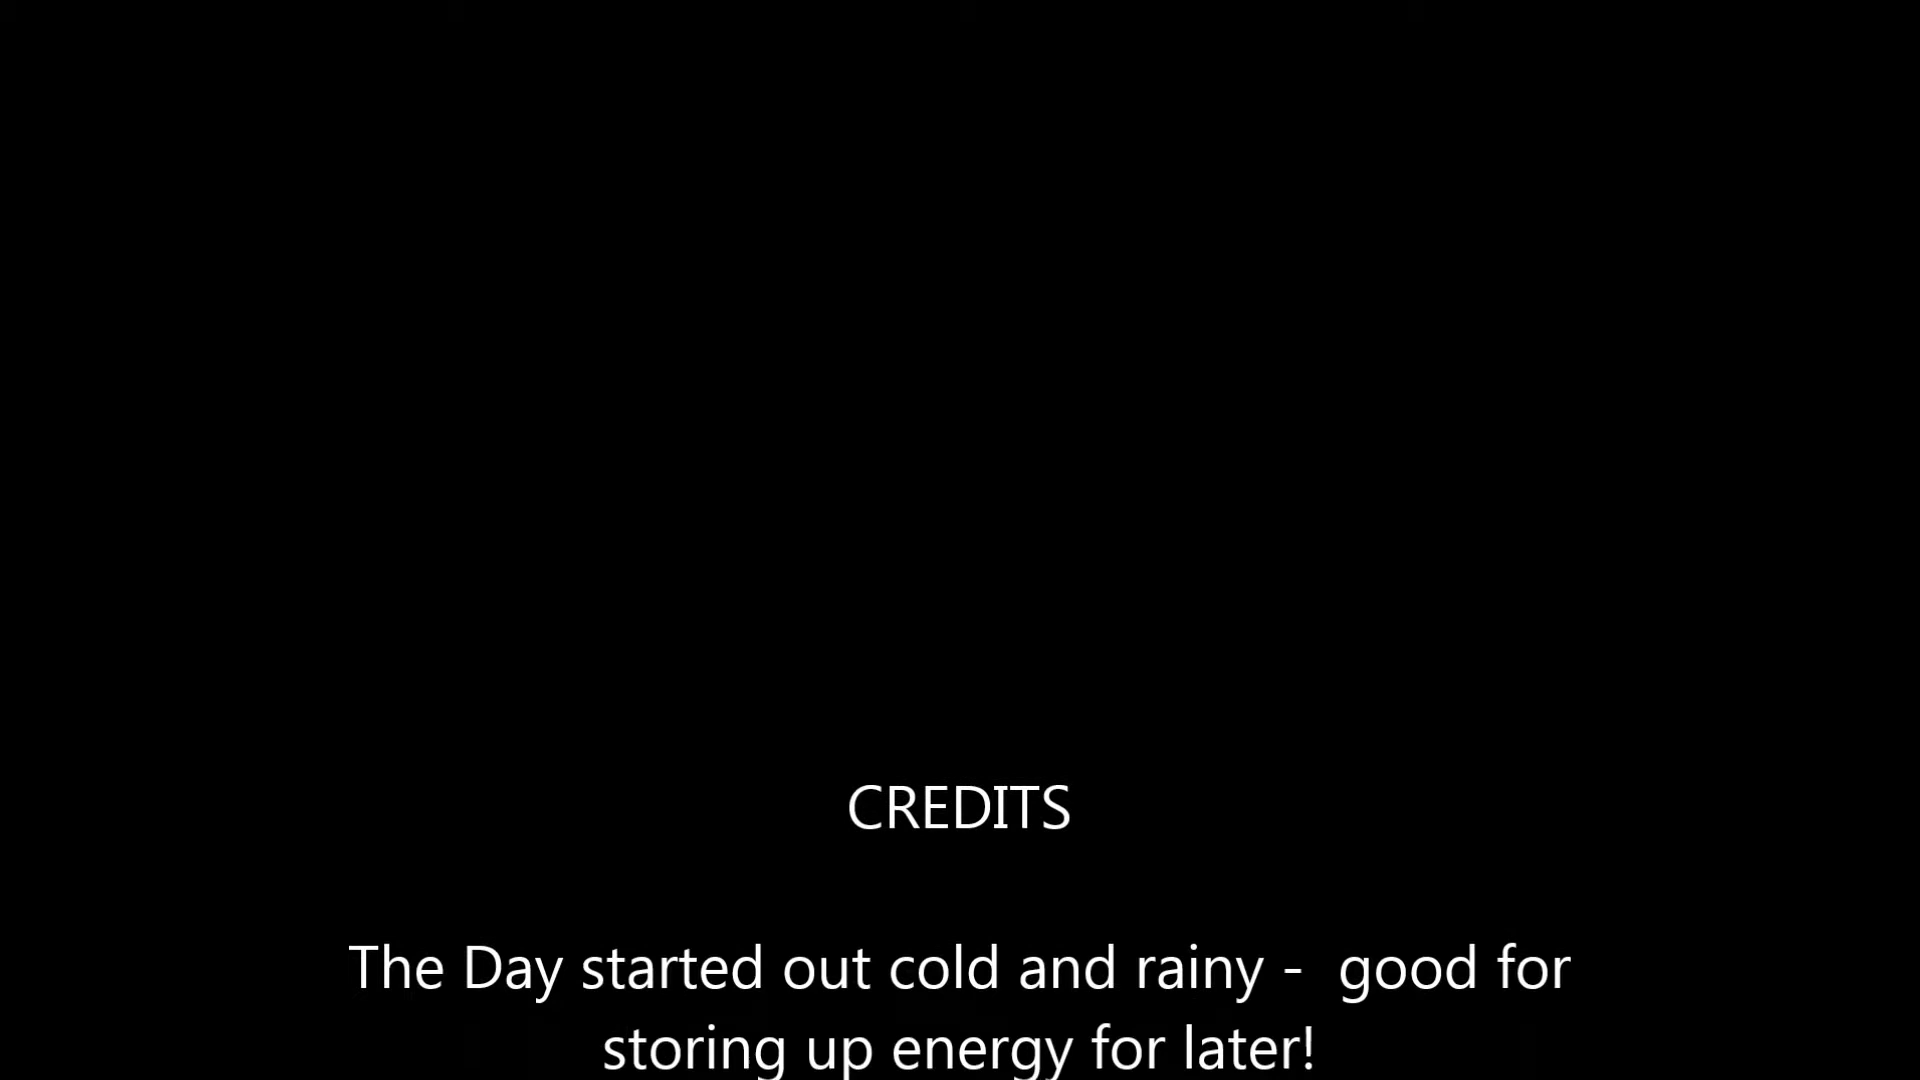 CREDITS
The Day started out cold and rainy -  good for
storing up energy for later!